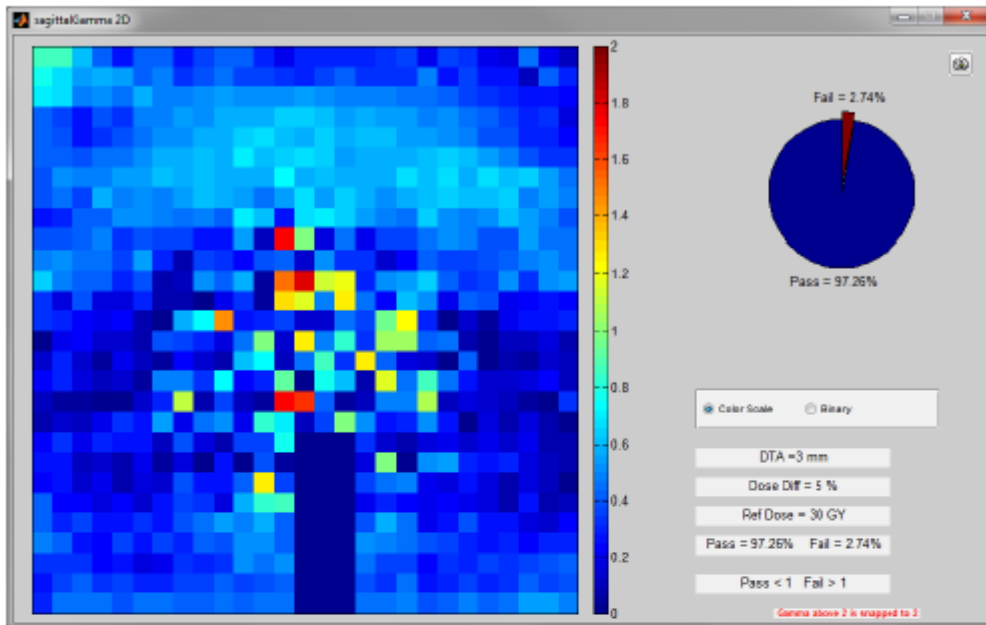 sagittalGamma 2D
2
1.8
1.6
1.4
1.2
1
0.8
0.6
0.4
0.2
0
Fail = 2.74%
Pass = 97.26%
Color Scale Binary
DTA =3 mm
Dose Diff = 5 %
Ref Dose = 30 GY
Pass = 97.26% Fail = 2.74%
Pass < 1 Fail > 1
Gamma above 2 is snapped to 2